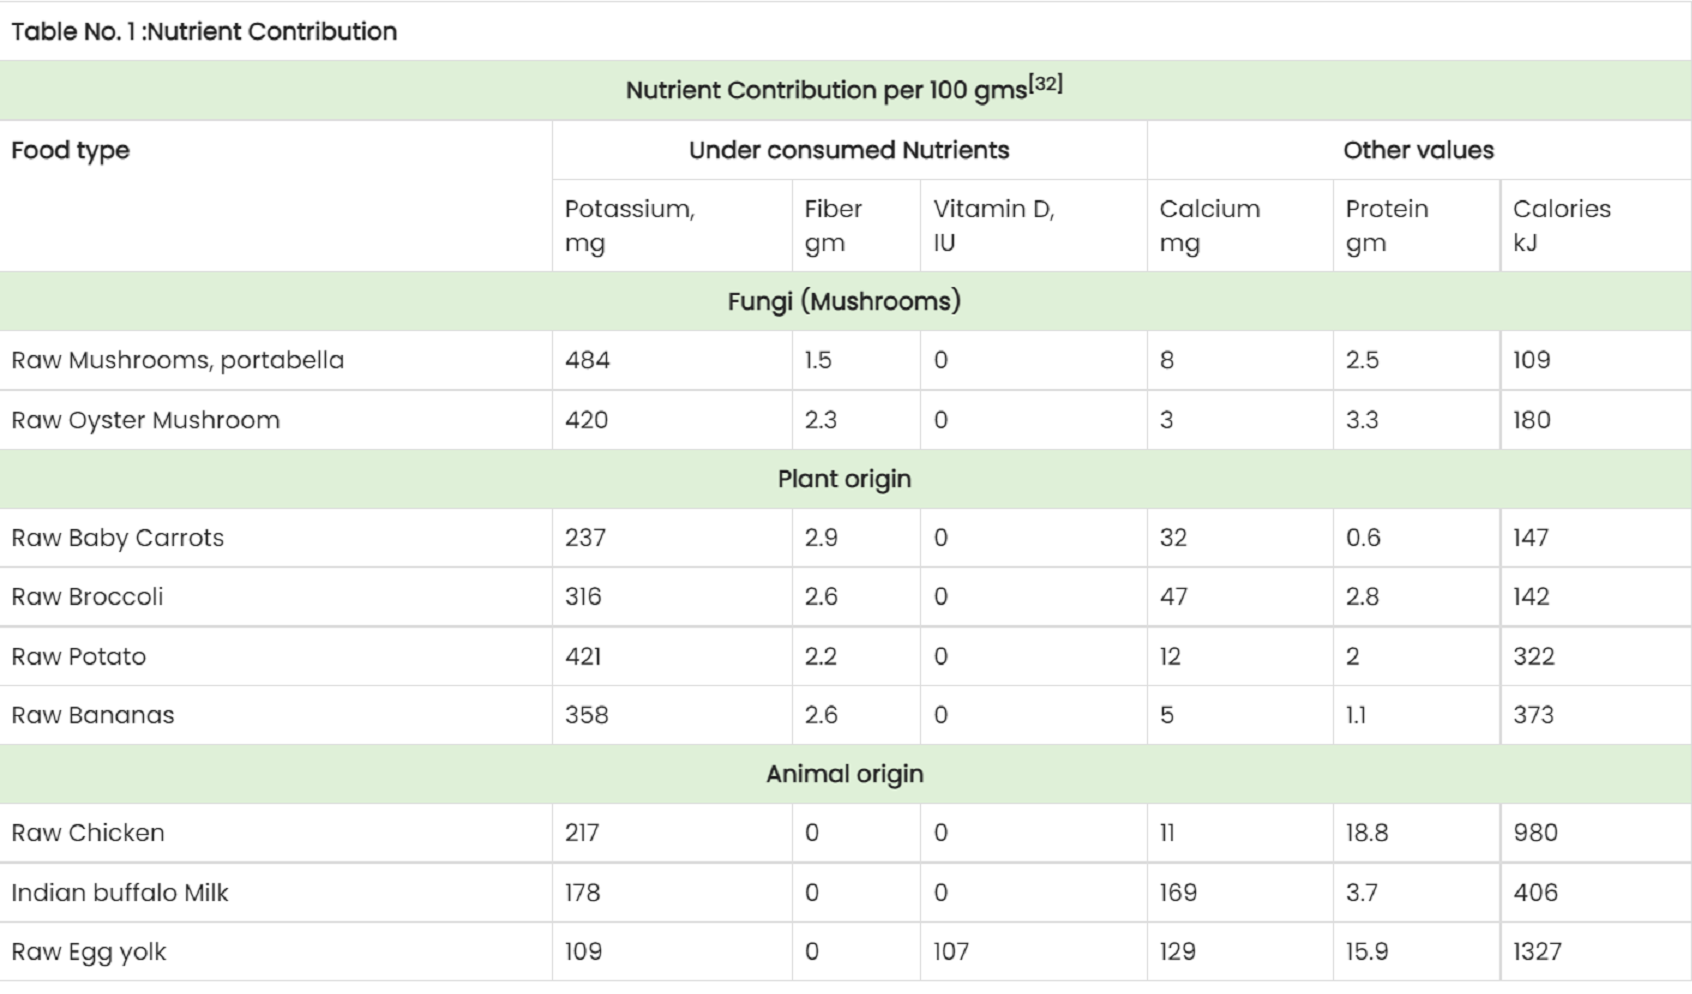 Table No. 1 :Nutrient Contribution
Nutrient Contribution per 100 gms[32]
Food type Under consumed Nutrients Other values
Potassium, mg Fiber gm Vitamin D, IU Calcium mg Protein gm Calories kJ
Fungi (Mushrooms)
Raw Mushrooms, portabella 484 1.5 0 8 2.5 109
Raw Oyster Mushroom 420 2.3 0 3 3.3 180
Plant origin
Raw Baby Carrots 237 2.9 0 32 0.6 147
Raw Broccoli 316 2.6 0 47 2.8 142
Raw Potato 421 2.2 0 12 2 322
Raw Bananas 358 2.6 0 5 1.1 373
Animal origin
Raw Chicken 217 0 0 11 18.8 980
Indian buffalo Milk 178 0 0 169 3.7 406
Raw Egg yolk 109 0 107 129 15.9 1327